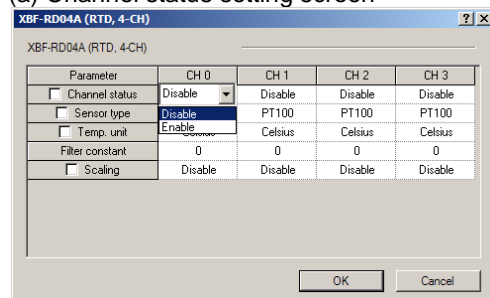 (a) Channel status setting screen
XBF-RD04A (RTD, 4-CH)
XBF-RD04A (RTD, 4-CH)
Parameter CH 0 CH 1 CH 2 CH 3
Channel status Disable Disable Disable Disable
Sensor type Disable PT100 PT100 PT100
Enable
Temp. unit Celsius Celsius Celsius Celsius
Filter constant 0 0 0 0
Scaling Disable Disable Disable Disable
OK Cancel